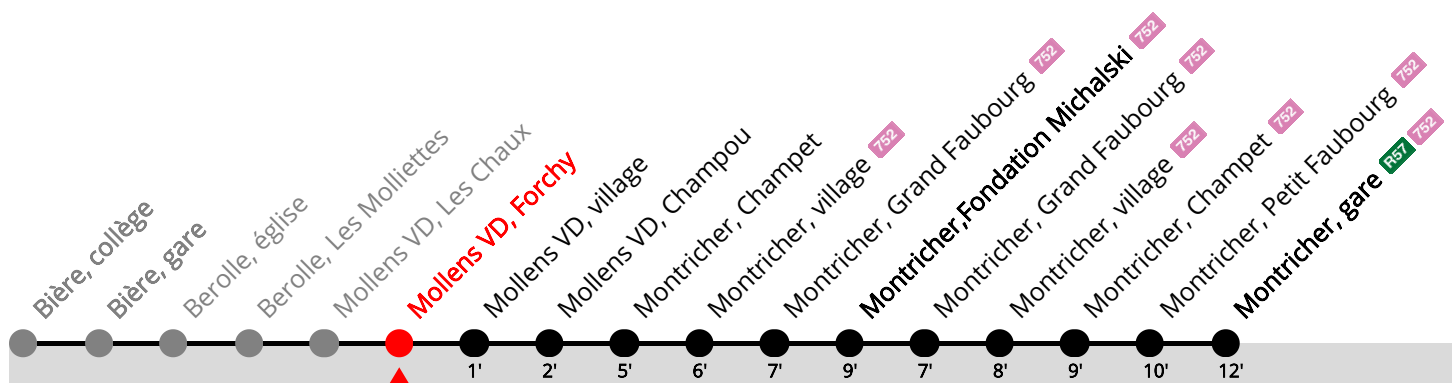 Bière, collège
Bière, gare
Berolle, église
Berolle, Les Molliettes
Mollens VD, Les Chaux
Mollens VD, Forchy
Mollens VD, village
Mollens VD, Champou
Montricher, Champet
Montricher, village 752
Montricher, Grand Faubourg 752
Montricher,Fondation Michalski 752
Montricher, Grand Faubourg 752
Montricher, village 752
Montricher, Champet 752
Montricher, Petit Faubourg 752
Montricher, gare R57 752
1' 2' 5' 6' 7' 9' 7' 8' 9' 10' 12'